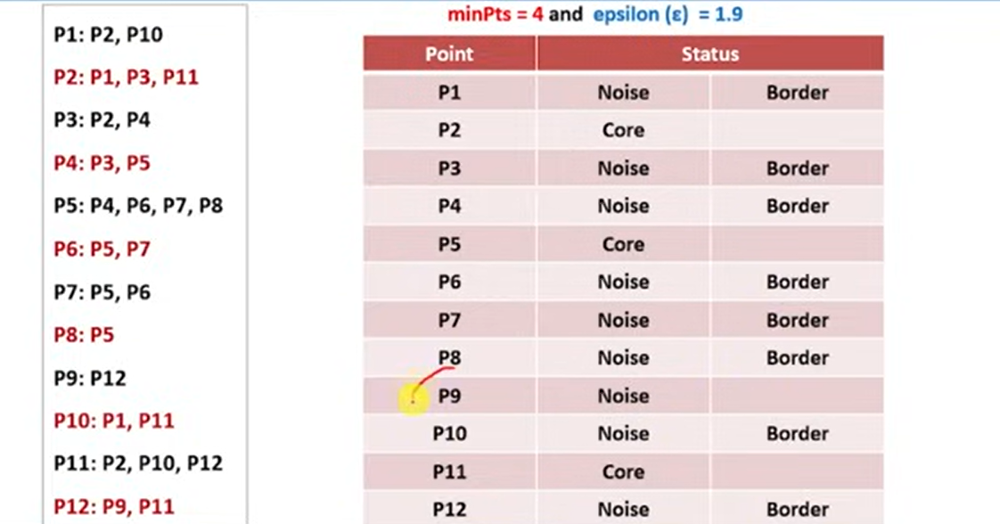 minPts = 4 and epsilon (ε) = 1.9
P1: P2, P10
P2: P1, P3, P11
P3: P2, P4
P4: P3, P5
P5: P4, P6, P7, P8
P6: P5, P7
P7: P5, P6
P8: P5
P9: P12
P10: P1, P11
P11: P2, P10, P12
P12: P9, P11
Point Status
P1 Noise Border
P2 Core
P3 Noise Border
P4 Noise Border
P5 Core
P6 Noise Border
P7 Noise Border
P8 Noise Border
P9 Noise
P10 Noise Border
P11 Core
P12 Noise Border